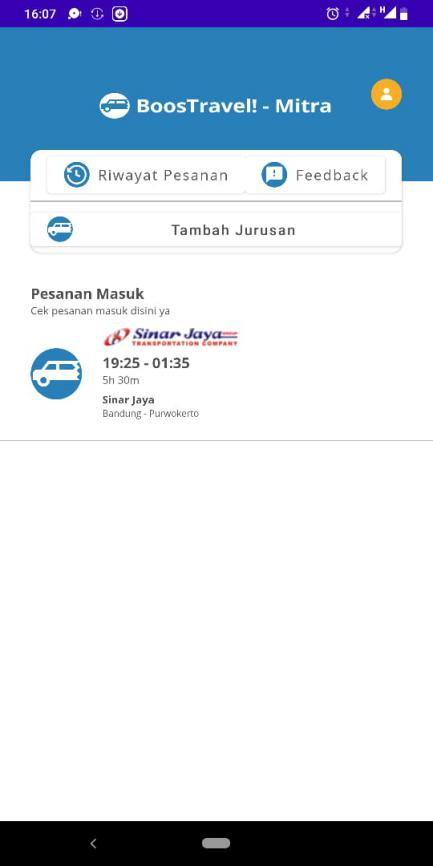 16:07
H
BoosTravel! - Mitra
Riwayat Pesanan
Feedback
Tambah Jurusan
Pesanan Masuk
Cek pesanan masuk disini ya
Sinar Jaya
TRANSPORTATION COMPANY
19:25 - 01:35
5h 30m
Sinar Jaya
Bandung - Purwokerto